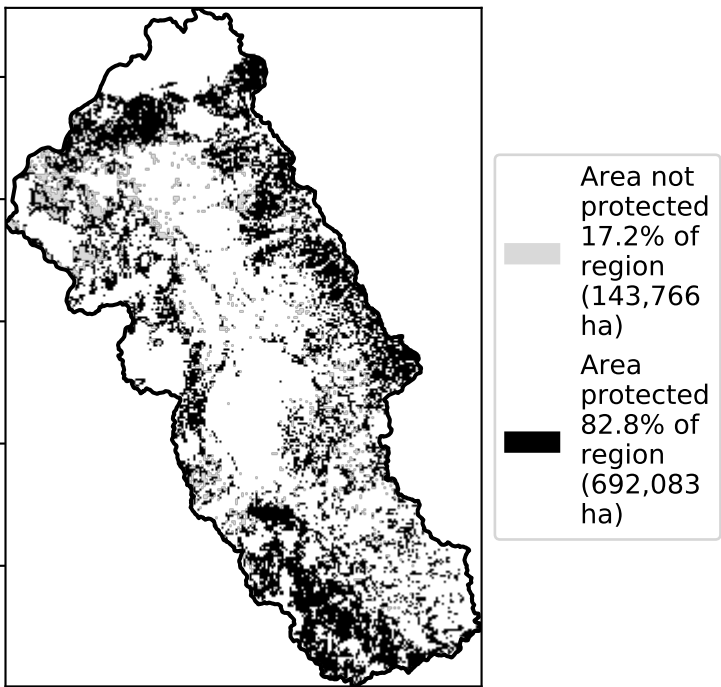 Area not
protected
17.2% of
region
(143,766
ha)
Area
protected
82.8% of
region
(692,083
ha)